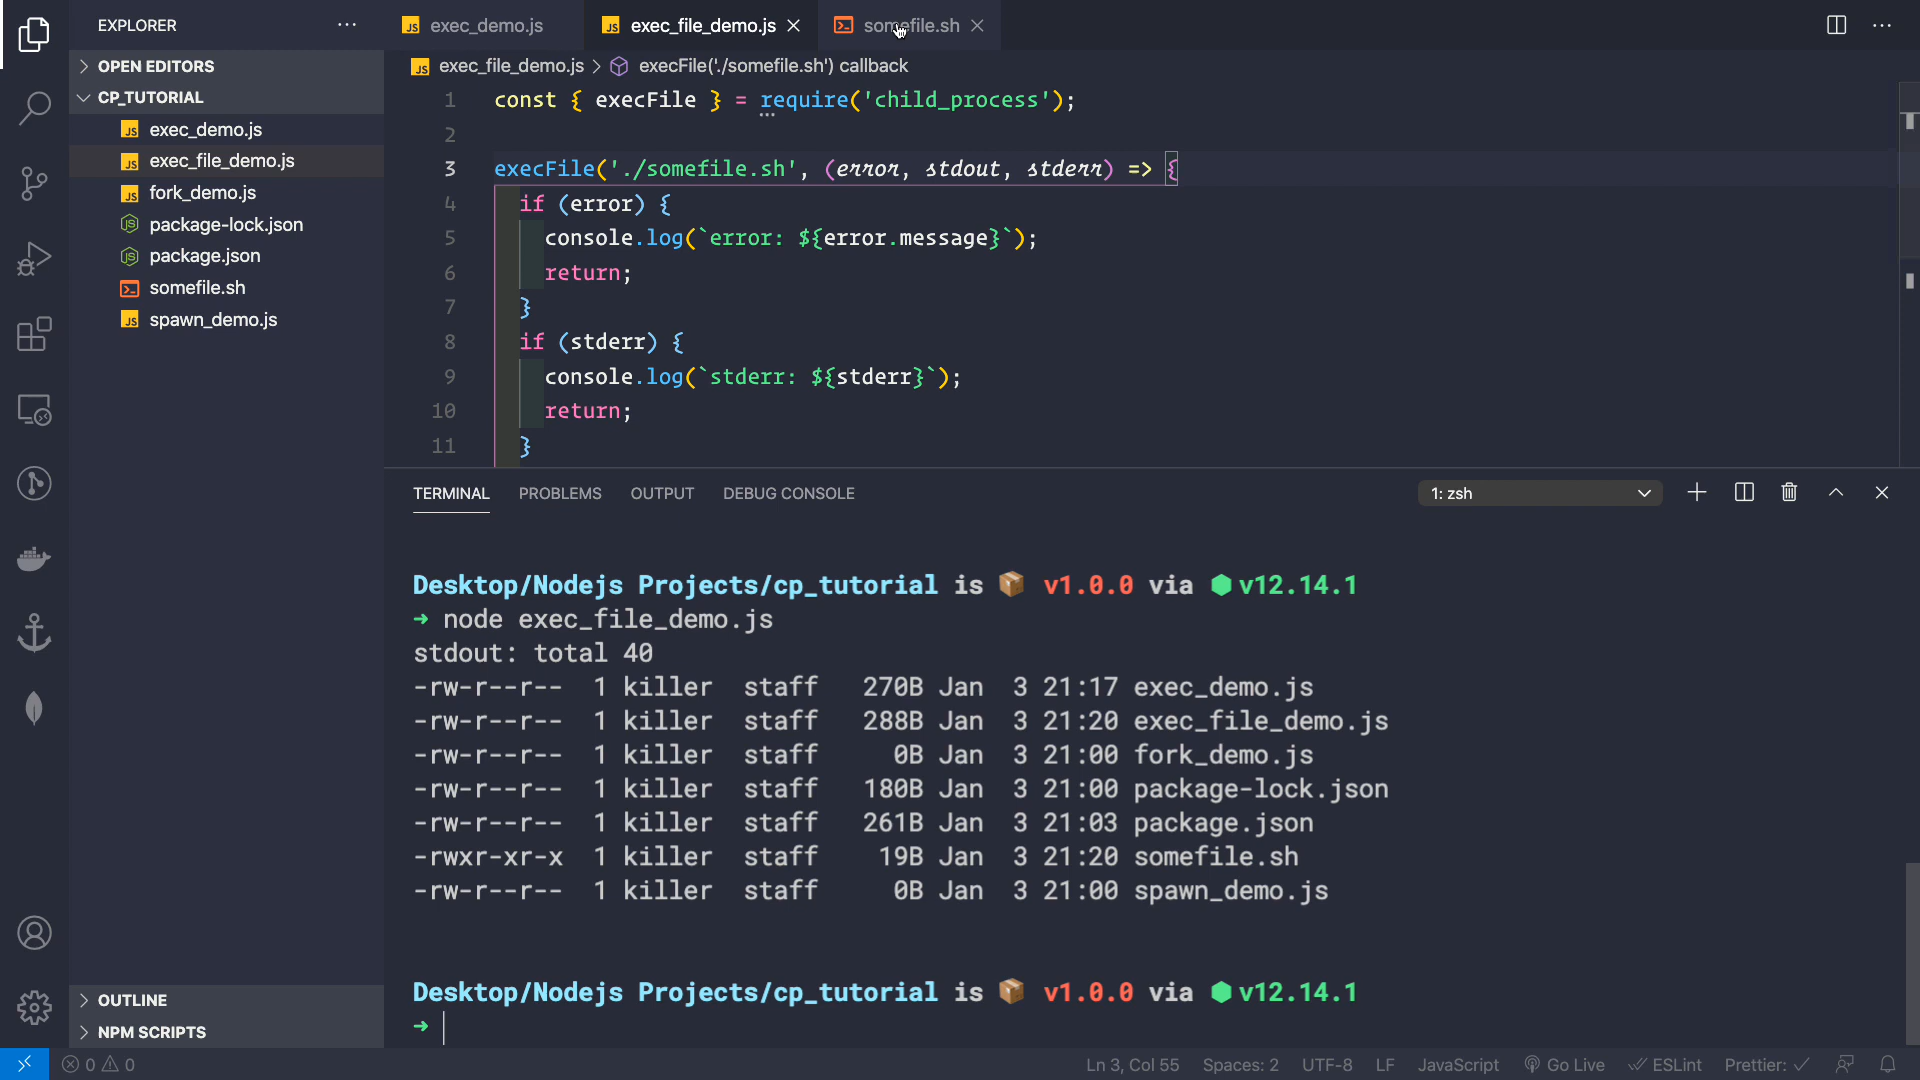 EXPLORER
OPEN EDITORS
CP_TUTORIAL
exec_demo.js
exec_file_demo.js
fork_demo.js
package-lock.json
package.json
somefile.sh
spawn_demo.js
OUTLINE
NPM SCRIPTS
exec_demo.js
exec_file_demo.js
somefile.sh
exec_file_demo.js > execFile('./somefile.sh') callback
1 const { execFile } = require('child_process');
2
3 execFile('./somefile.sh', (error, stdout, stderr) => {
4 if (error) {
5 console.log(`error: ${error.message}`);
6 return;
7 }
8 if (stderr) {
9 console.log(`stderr: ${stderr}`);
10 return;
11 }
TERMINAL PROBLEMS OUTPUT DEBUG CONSOLE 1: zsh
Desktop/Nodejs Projects/cp_tutorial is 📦 v1.0.0 via ⬢ v12.14.1
➜ node exec_file_demo.js
stdout: total 40
-rw-r--r-- 1 killer staff 270B Jan 3 21:17 exec_demo.js
-rw-r--r-- 1 killer staff 288B Jan 3 21:20 exec_file_demo.js
-rw-r--r-- 1 killer staff 0B Jan 3 21:00 fork_demo.js
-rw-r--r-- 1 killer staff 180B Jan 3 21:00 package-lock.json
-rw-r--r-- 1 killer staff 261B Jan 3 21:03 package.json
-rwxr-xr-x 1 killer staff 19B Jan 3 21:20 somefile.sh
-rw-r--r-- 1 killer staff 0B Jan 3 21:00 spawn_demo.js
Desktop/Nodejs Projects/cp_tutorial is 📦 v1.0.0 via ⬢ v12.14.1
➜
0 0 Ln 3, Col 55 Spaces: 2 UTF-8 LF JavaScript Go Live ESLint Prettier: ✓